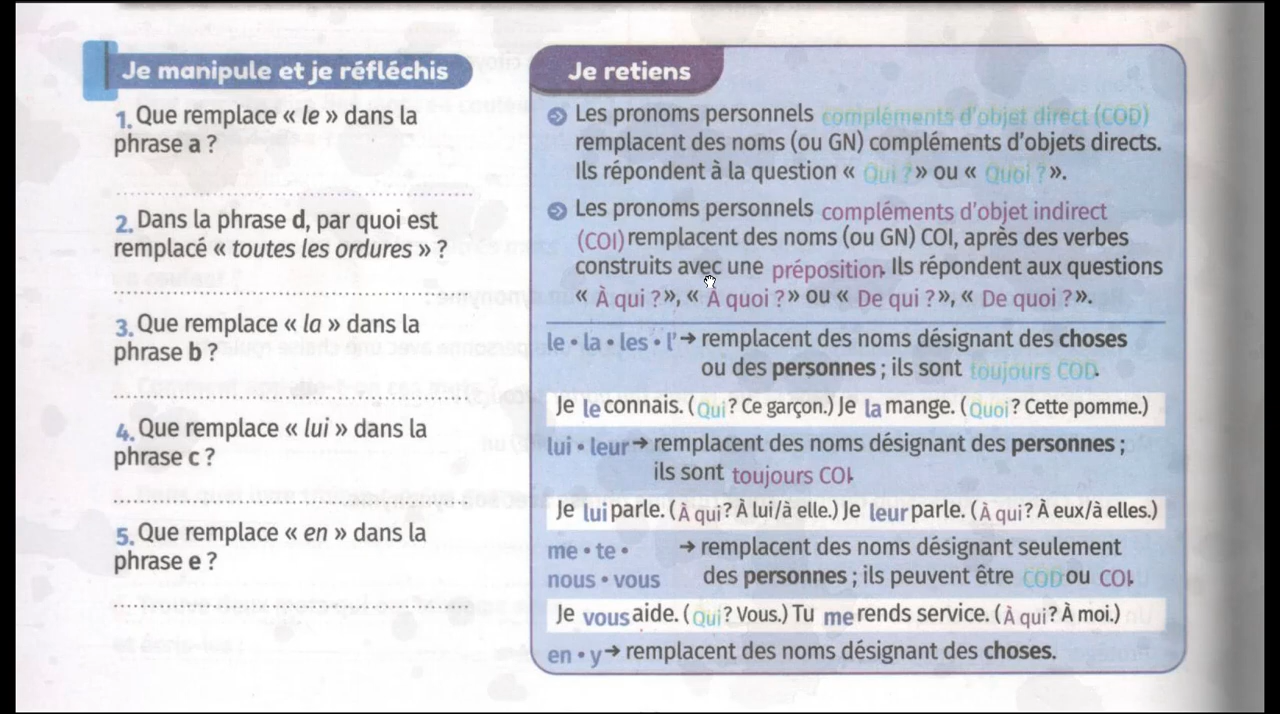 Je manipule et je réfléchis
1. Que remplace « le » dans la
phrase a ?
2. Dans la phrase d, par quoi est
remplacé « toutes les ordures » ?
3. Que remplace « la » dans la
phrase b ?
4. Que remplace « lui » dans la
phrase c ?
5. Que remplace « en » dans la
phrase e ?
Je retiens
Les pronoms personnels compléments d'objet direct (COD)
remplacent des noms (ou GN) compléments d'objets directs.
Ils répondent à la question « Qui ? » ou « Quoi ? ».
Les pronoms personnels compléments d'objet indirect
(COI) remplacent des noms (ou GN) COI, après des verbes
construits avec une préposition. Ils répondent aux questions
« À qui ? », « À quoi ? » ou « De qui ? », « De quoi ? ».
le • la • les • l' → remplacent des noms désignant des choses
ou des personnes ; ils sont toujours COD.
Je le connais. (Qui ? Ce garçon.) Je la mange. (Quoi ? Cette pomme.)
lui • leur → remplacent des noms désignant des personnes ;
ils sont toujours COI.
Je lui parle. (À qui ? À lui/à elle.) Je leur parle. (À qui ? À eux/à elles.)
me • te • → remplacent des noms désignant seulement
nous • vous des personnes ; ils peuvent être COD ou COI.
Je vous aide. (Qui ? Vous.) Tu me rends service. (À qui ? À moi.)
en • y → remplacent des noms désignant des choses.